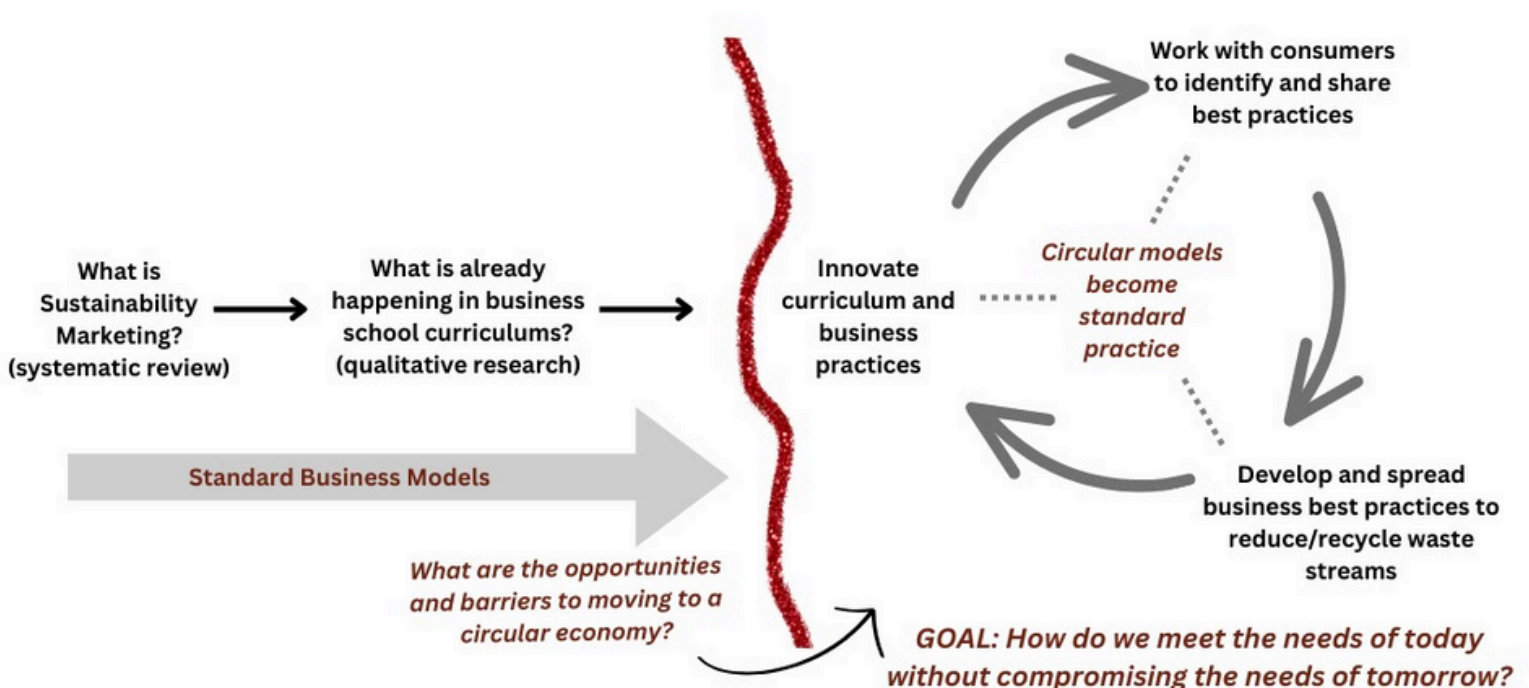 What is
Sustainability
Marketing?
(systematic review)
What is already
happening in business
school curriculums?
(qualitative research)
Standard Business Models
What are the opportunities
and barriers to moving to a
circular economy?
Innovate
curriculum and
business
practices
Work with consumers
to identify and share
best practices
Circular models
become
standard
practice
Develop and spread
business best practices to
reduce/recycle waste
streams
GOAL: How do we meet the needs of today
without compromising the needs of tomorrow?